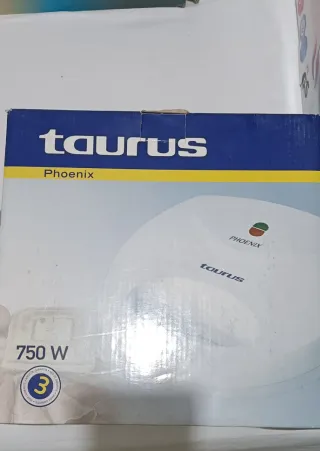 taurus
Phoenix
PHOENIX
taurus
750 W
3